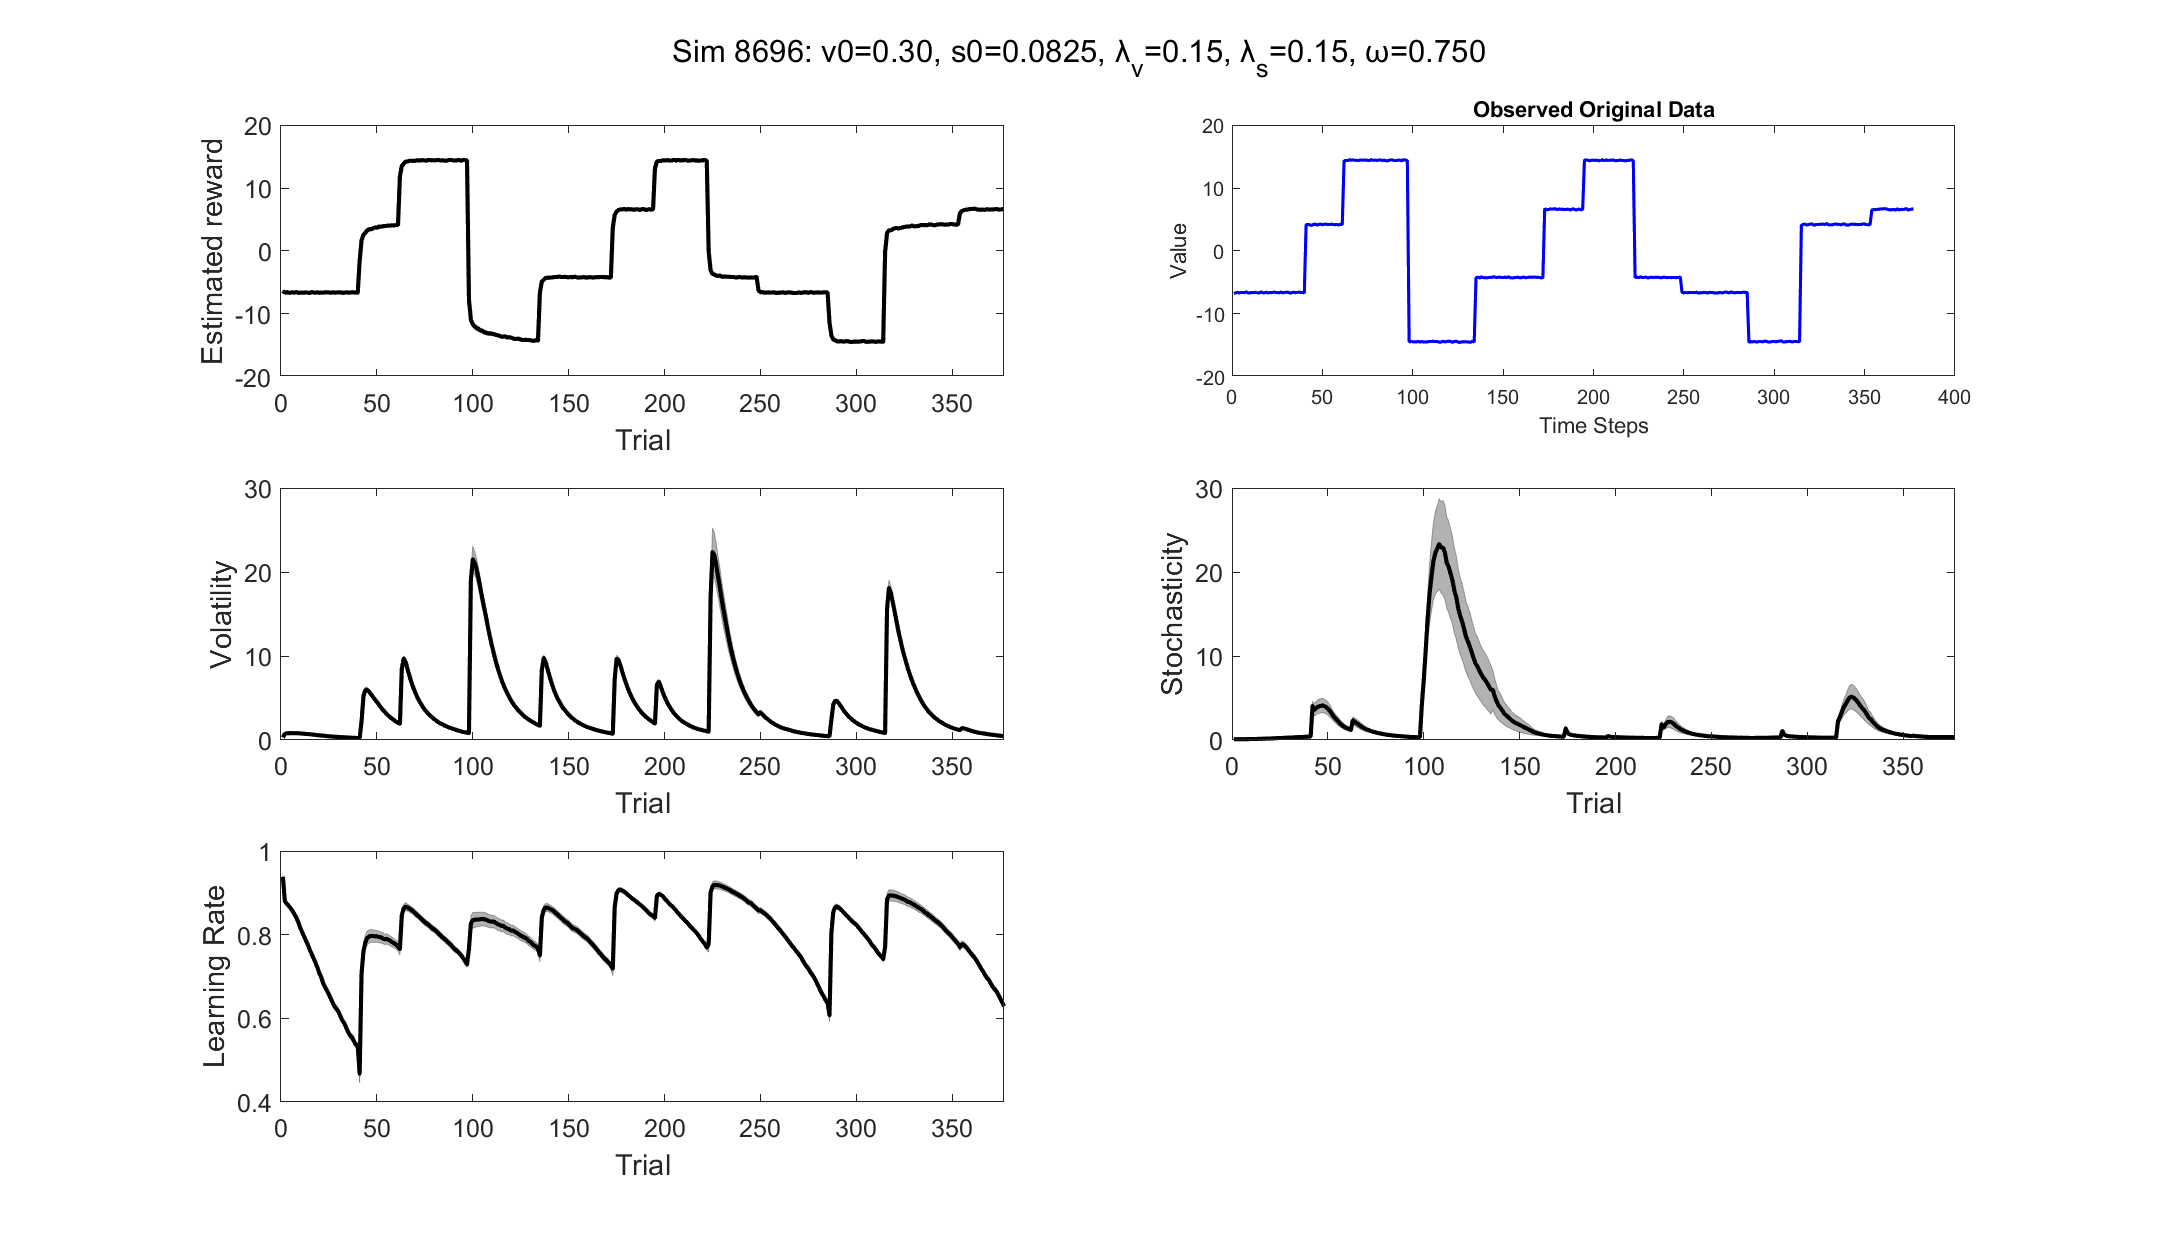 Sim 8696: v0=0.30, s0=0.0825, λv=0.15, λs=0.15, ω=0.750
Estimated reward
20
10
0
-10
-20
0 50 100 150 200 250 300 350
Trial
Observed Original Data
Value
20
10
0
-10
-20
0 50 100 150 200 250 300 350 400
Time Steps
Volatility
30
20
10
0
0 50 100 150 200 250 300 350
Trial
Stochasticity
30
20
10
0
0 50 100 150 200 250 300 350
Trial
Learning Rate
1
0.8
0.6
0.4
0 50 100 150 200 250 300 350
Trial